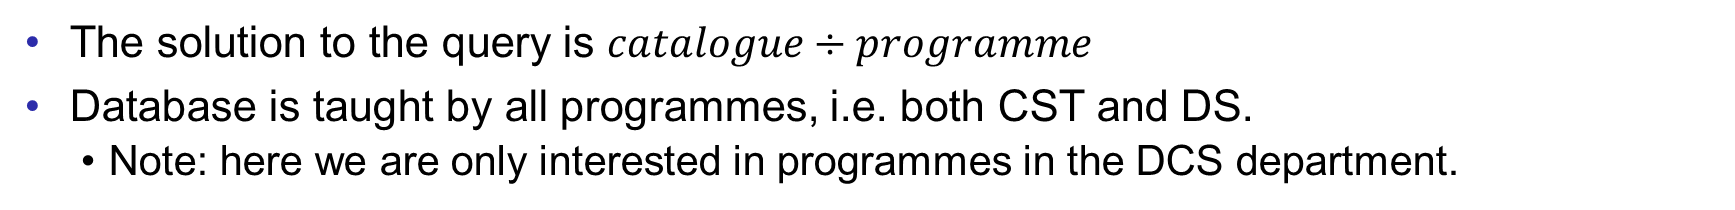 • The solution to the query is catalogue ÷ programme
• Database is taught by all programmes, i.e. both CST and DS.
• Note: here we are only interested in programmes in the DCS department.